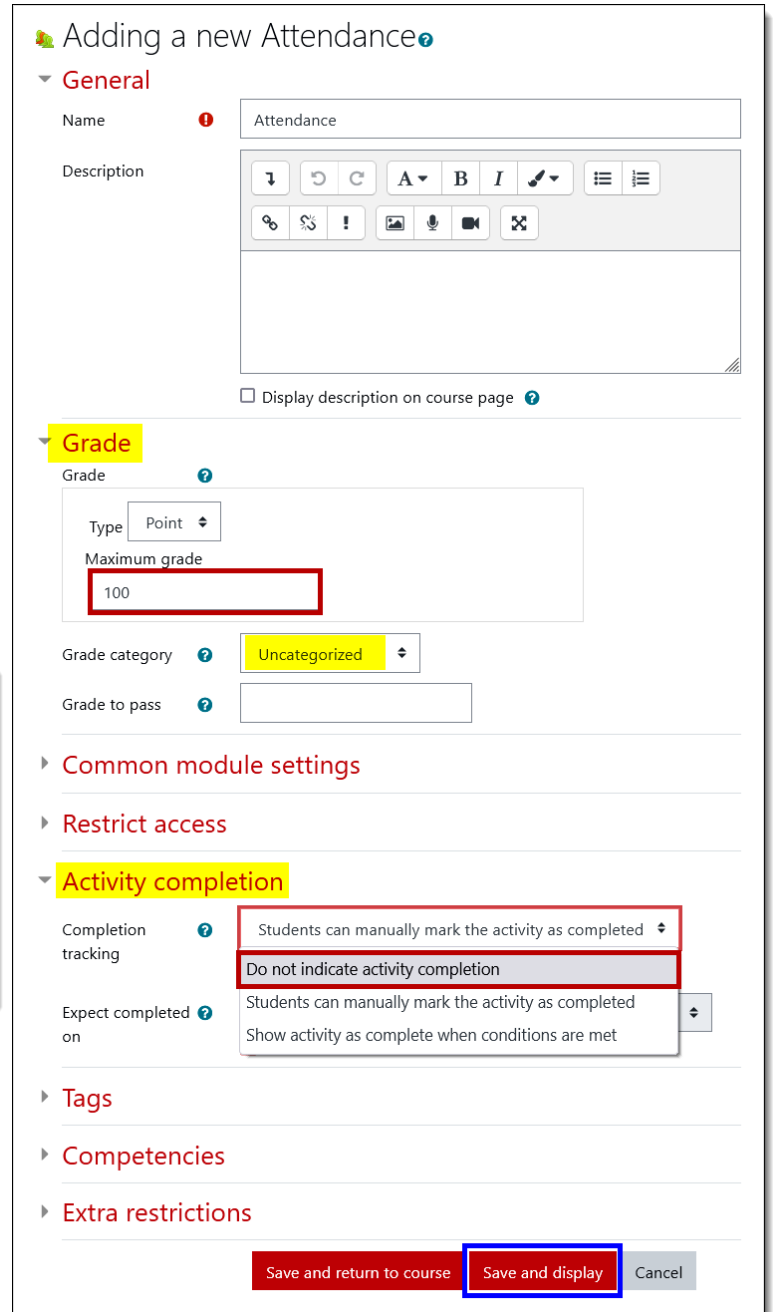 Adding a new Attendance
General
Name
Attendance
Description
A B I
Display description on course page
Grade
Grade
Type Point
Maximum grade
100
Grade category Uncategorized
Grade to pass
Common module settings
Restrict access
Activity completion
Completion tracking
Students can manually mark the activity as completed
Do not indicate activity completion
Students can manually mark the activity as completed
Show activity as complete when conditions are met
Expect completed on
Tags
Competencies
Extra restrictions
Save and return to course Save and display Cancel